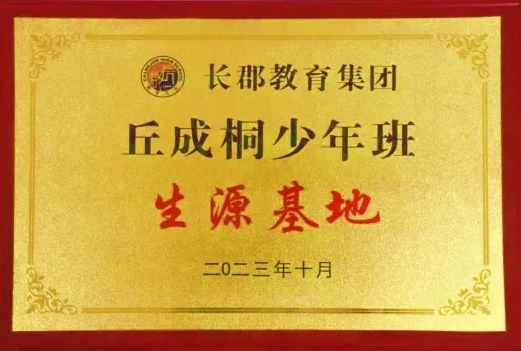 长郡教育集团
丘成桐少年班
生源基地
二0二三年十月